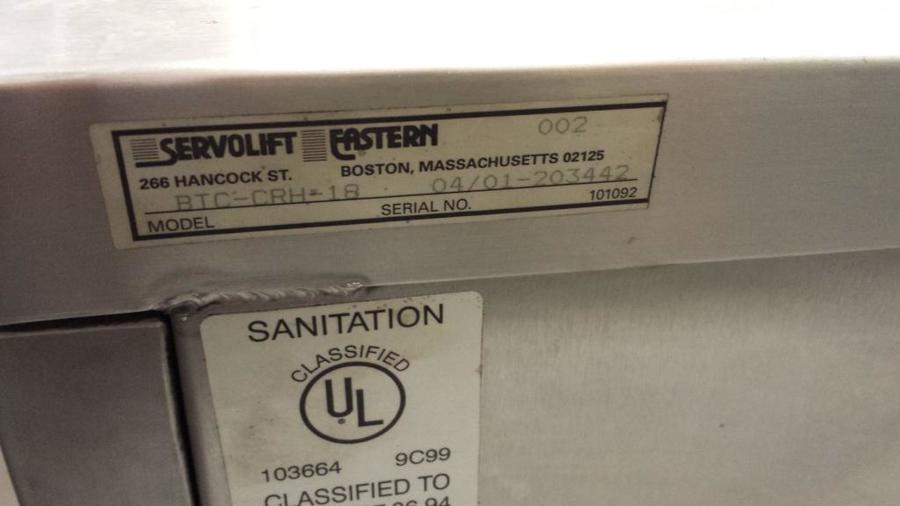 SERVOLIFT EASTERN 002
266 HANCOCK ST. BOSTON, MASSACHUSETTS 02125
BTC-CRH-18 04/01-203442
MODEL SERIAL NO. 101092
SANITATION
CLASSIFIED
UL
103664 9C99
CLASSIFIED TO